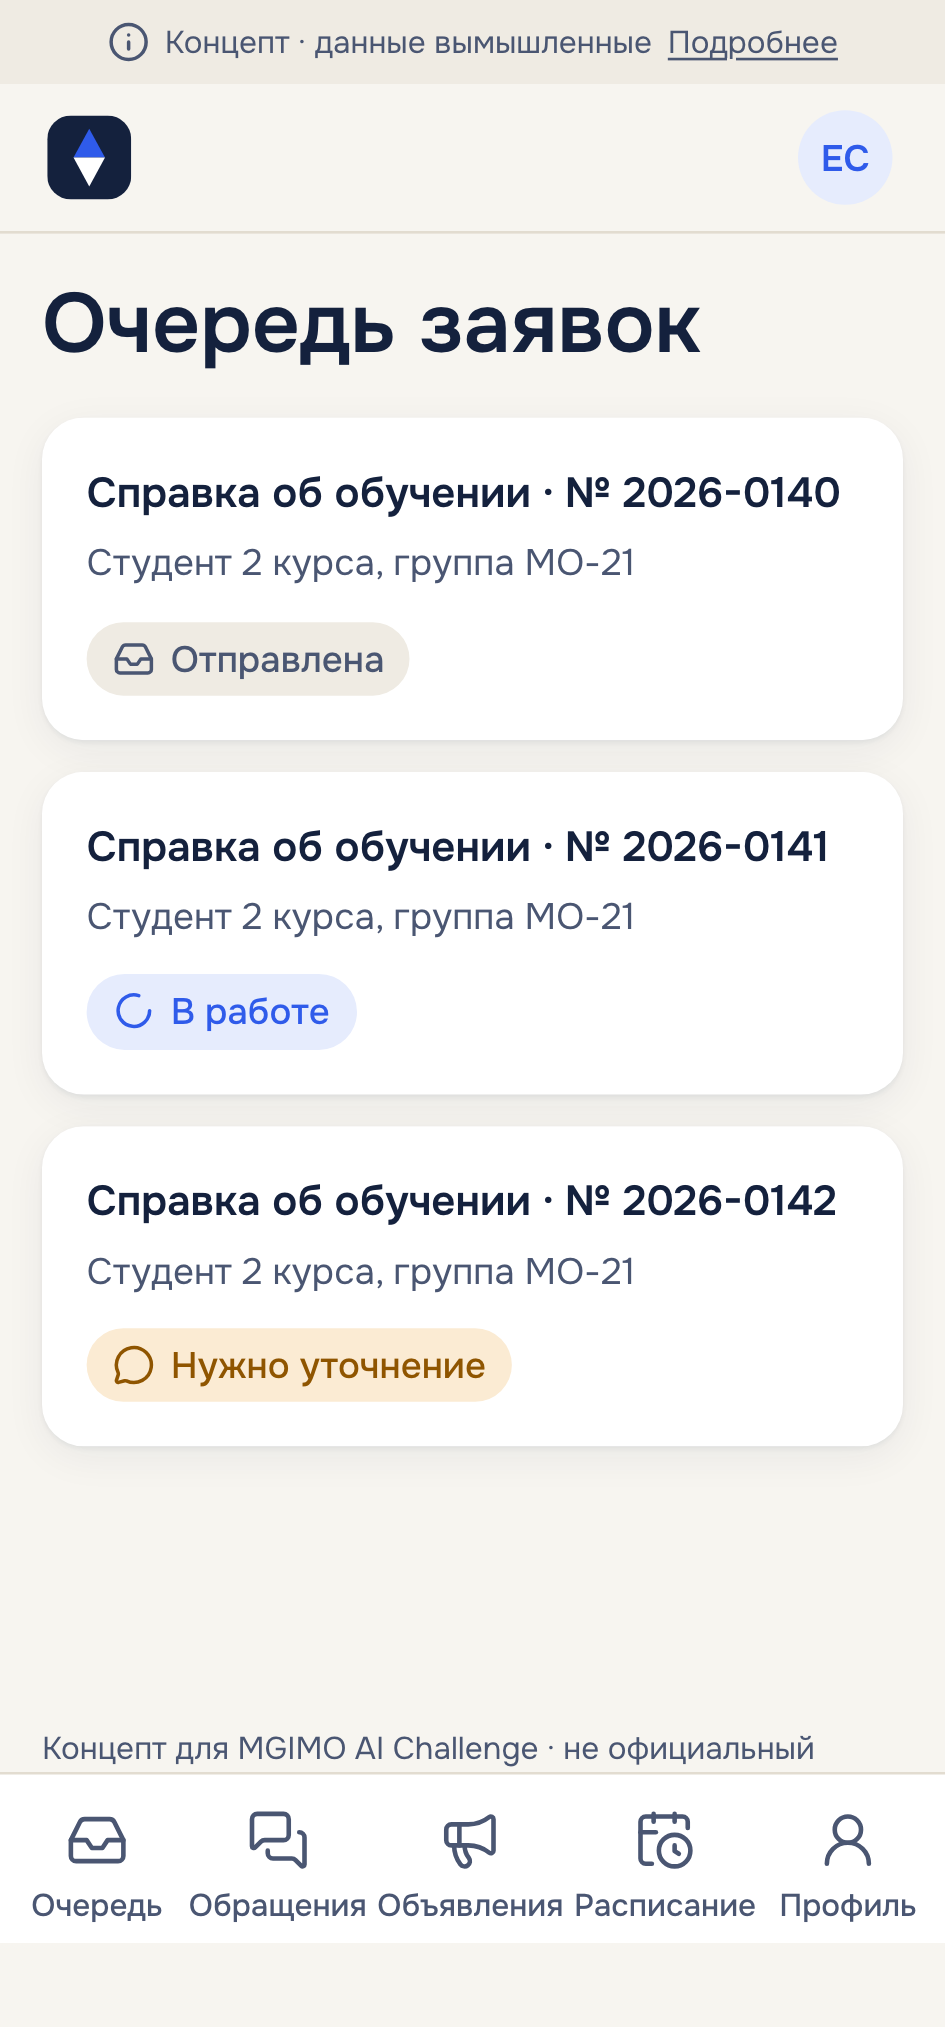 Концепт · данные вымышленные Подробнее
ЕС
Очередь заявок
Справка об обучении · № 2026-0140
Студент 2 курса, группа МО-21
Отправлена
Справка об обучении · № 2026-0141
Студент 2 курса, группа МО-21
В работе
Справка об обучении · № 2026-0142
Студент 2 курса, группа МО-21
Нужно уточнение
Концепт для MGIMO AI Challenge · не официальный
Очередь Обращения Объявления Расписание Профиль